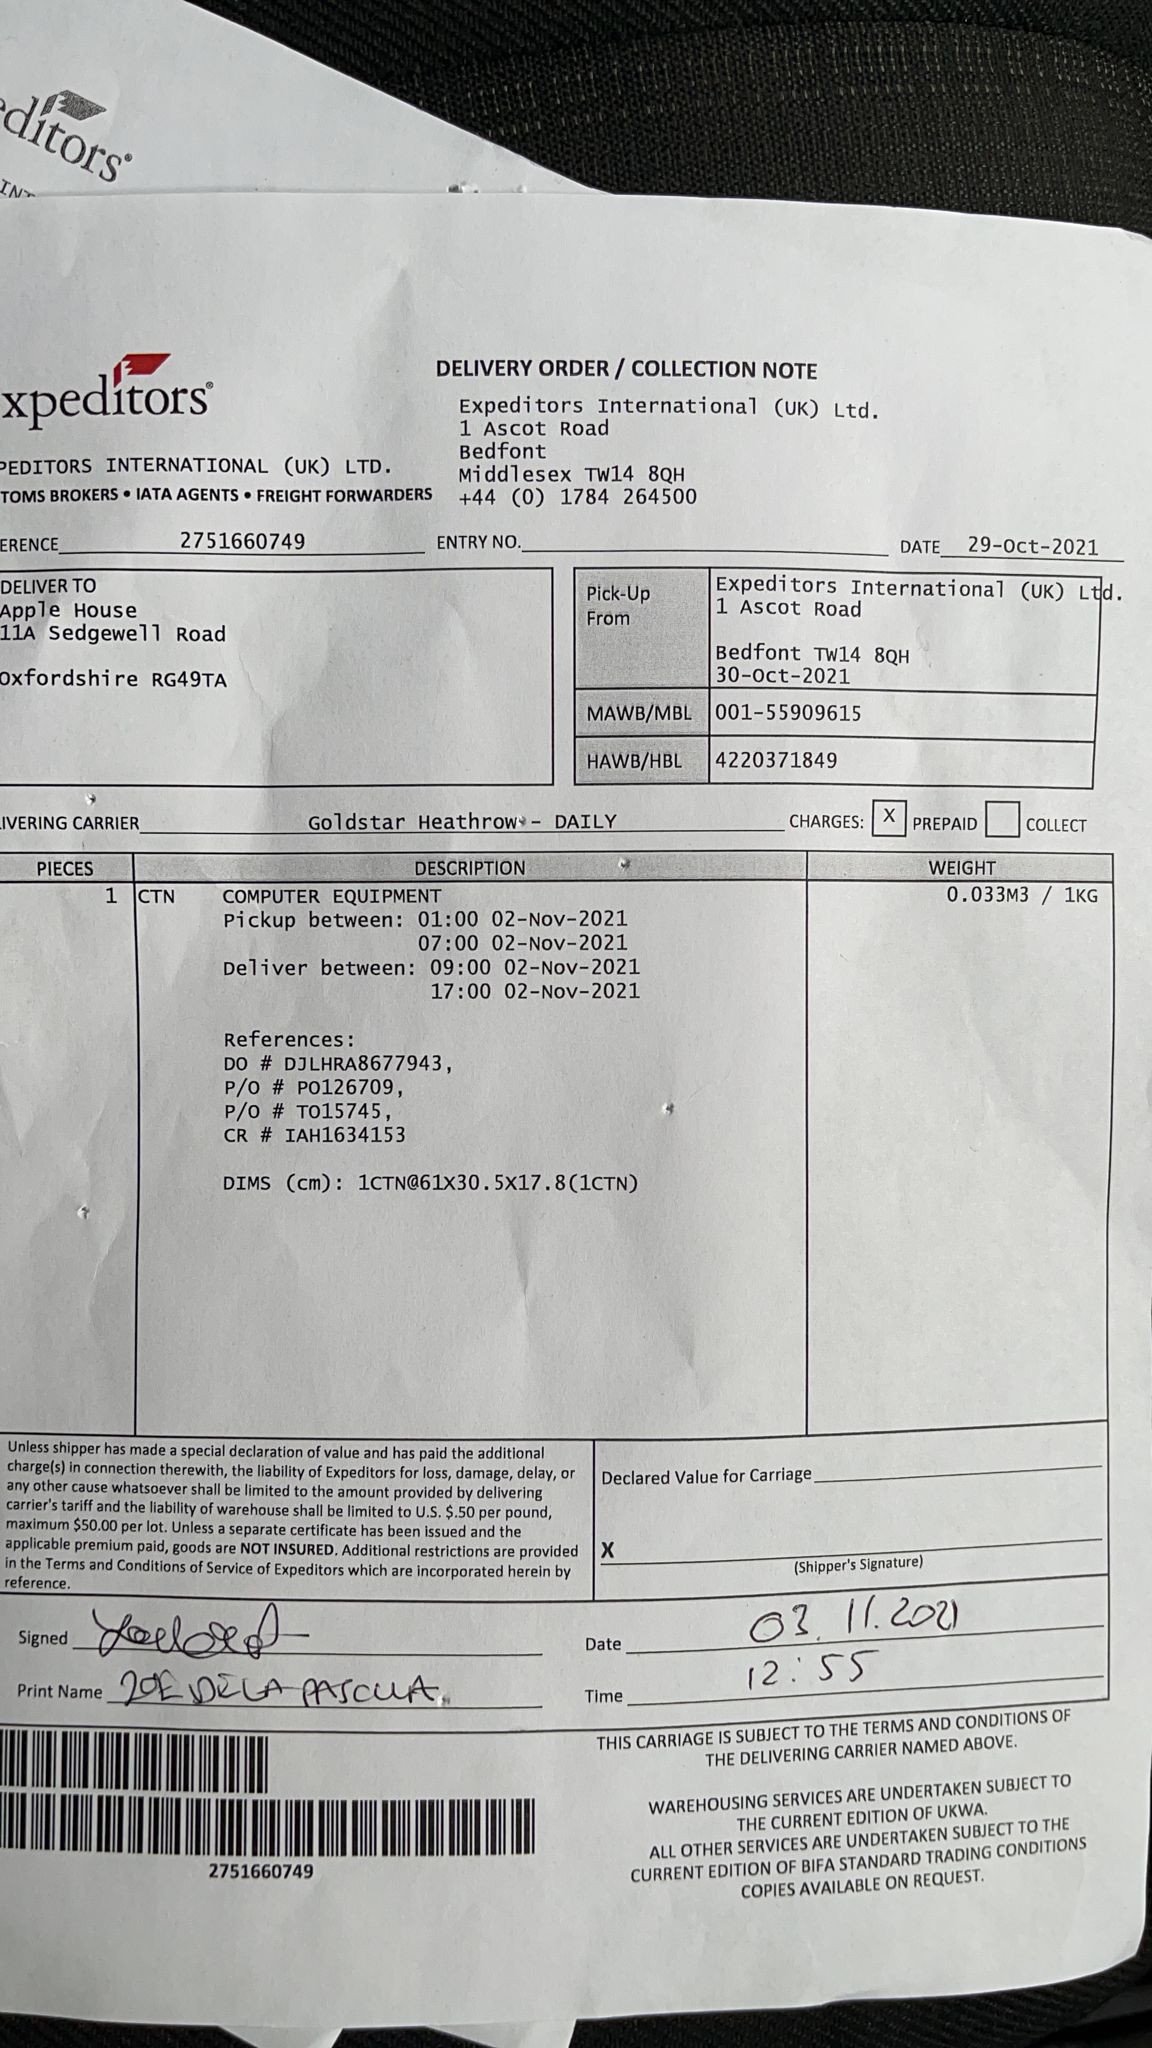 editors®
INT
xpeditors®
DELIVERY ORDER / COLLECTION NOTE
Expeditors International (UK) Ltd.
1 Ascot Road
Bedfont
Middlesex TW14 8QH
+44 (0) 1784 264500
PEDITORS INTERNATIONAL (UK) LTD.
TOMS BROKERS • IATA AGENTS • FREIGHT FORWARDERS
ERENCE 2751660749 ENTRY NO. DATE 29-Oct-2021
DELIVER TO
Apple House
11A Sedgewell Road
Oxfordshire RG49TA
Pick-Up From
Expeditors International (UK) Ltd.
1 Ascot Road
Bedfont TW14 8QH
30-Oct-2021
MAWB/MBL 001-55909615
HAWB/HBL 4220371849
IVERING CARRIER Goldstar Heathrow - DAILY CHARGES: X PREPAID COLLECT
PIECES DESCRIPTION WEIGHT
1 CTN COMPUTER EQUIPMENT 0.033M3 / 1KG
Pickup between: 01:00 02-Nov-2021
07:00 02-Nov-2021
Deliver between: 09:00 02-Nov-2021
17:00 02-Nov-2021
References:
DO # DJLHRA8677943,
P/O # PO126709,
P/O # TO15745,
CR # IAH1634153
DIMS (cm): 1CTN@61X30.5X17.8(1CTN)
Unless shipper has made a special declaration of value and has paid the additional
charge(s) in connection therewith, the liability of Expeditors for loss, damage, delay, or
any other cause whatsoever shall be limited to the amount provided by delivering
carrier's tariff and the liability of warehouse shall be limited to U.S. $.50 per pound,
maximum $50.00 per lot. Unless a separate certificate has been issued and the
applicable premium paid, goods are NOT INSURED. Additional restrictions are provided
in the Terms and Conditions of Service of Expeditors which are incorporated herein by
reference.
Declared Value for Carriage
X
(Shipper's Signature)
Signed
Date 03.11.2021
Print Name ZOE DELA PASCUA
Time 12:55
THIS CARRIAGE IS SUBJECT TO THE TERMS AND CONDITIONS OF
THE DELIVERING CARRIER NAMED ABOVE.
WAREHOUSING SERVICES ARE UNDERTAKEN SUBJECT TO
THE CURRENT EDITION OF UKWA.
ALL OTHER SERVICES ARE UNDERTAKEN SUBJECT TO THE
CURRENT EDITION OF BIFA STANDARD TRADING CONDITIONS
COPIES AVAILABLE ON REQUEST.
2751660749